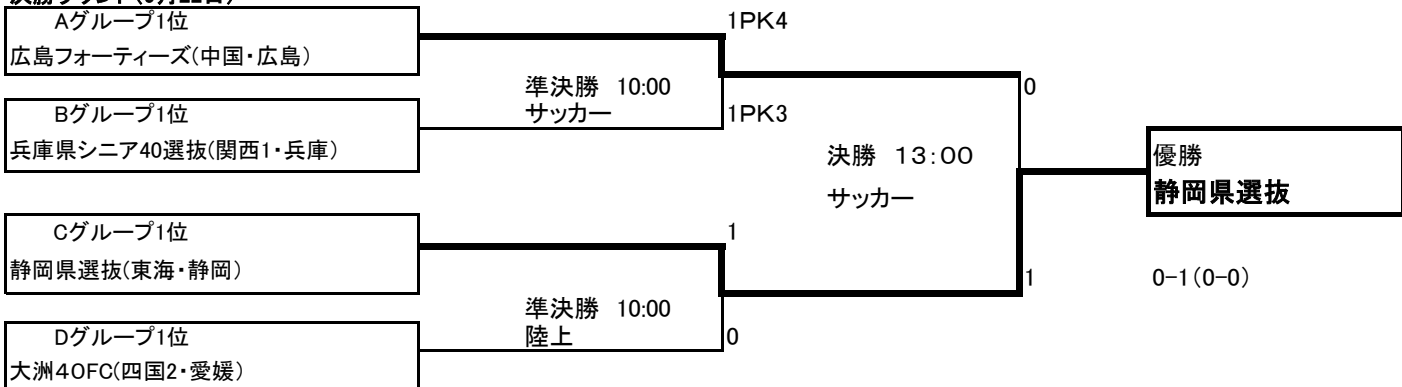 Aグループ1位
1PK4
広島フォーティーズ(中国・広島)
準決勝 10:00
サッカー
0
Bグループ1位
1PK3
兵庫県シニア40選抜(関西1・兵庫)
決勝 13:00
サッカー
優勝
静岡県選抜
Cグループ1位
1
静岡県選抜(東海・静岡)
1
0-1(0-0)
準決勝 10:00
陸上
Dグループ1位
0
大洲40FC(四国2・愛媛)